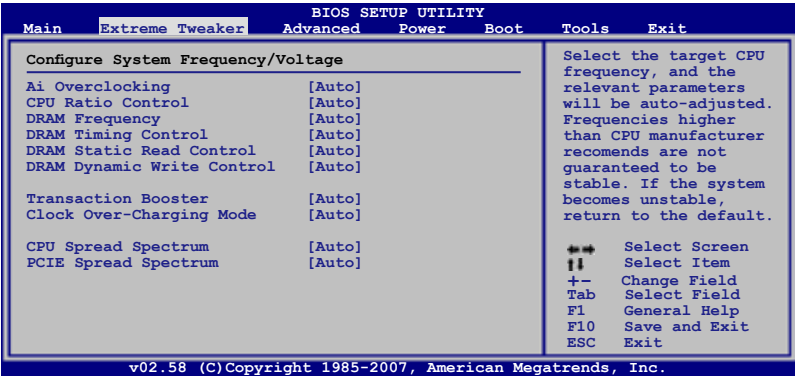 BIOS SETUP UTILITY
Main Extreme Tweaker Advanced Power Boot Tools Exit
Configure System Frequency/Voltage
Ai Overclocking [Auto]
CPU Ratio Control [Auto]
DRAM Frequency [Auto]
DRAM Timing Control [Auto]
DRAM Static Read Control [Auto]
DRAM Dynamic Write Control [Auto]
Transaction Booster [Auto]
Clock Over-Charging Mode [Auto]
CPU Spread Spectrum [Auto]
PCIE Spread Spectrum [Auto]
Select the target CPU
frequency, and the
relevant parameters
will be auto-adjusted.
Frequencies higher
than CPU manufacturer
recomends are not
guaranteed to be
stable. If the system
becomes unstable,
return to the default.
←→ Select Screen
↑↓ Select Item
+- Change Field
Tab Select Field
F1 General Help
F10 Save and Exit
ESC Exit
v02.58 (C)Copyright 1985-2007, American Megatrends, Inc.